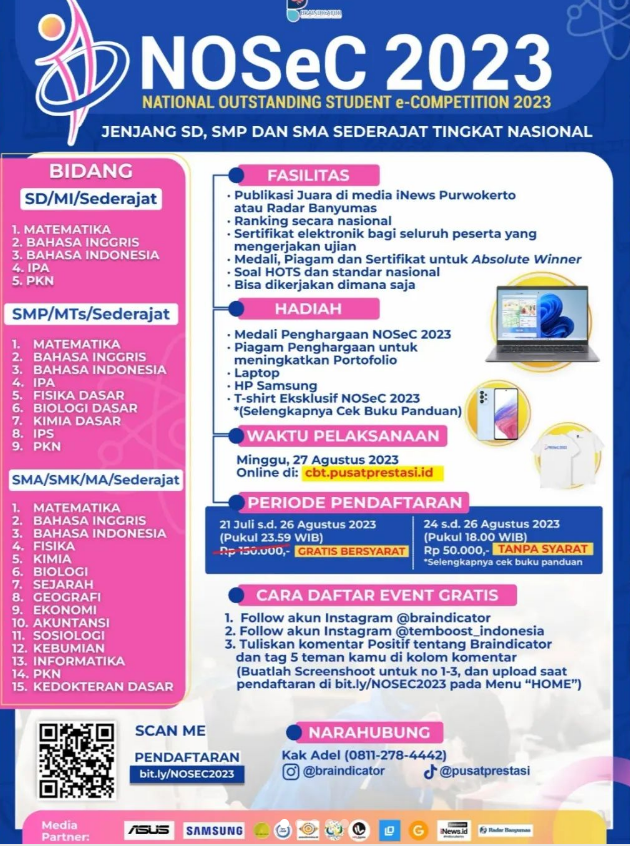 NOSeC 2023
NATIONAL OUTSTANDING STUDENT e-COMPETITION 2023
JENJANG SD, SMP DAN SMA SEDERAJAT TINGKAT NASIONAL
BIDANG
SD/MI/Sederajat
1. MATEMATIKA
2. BAHASA INGGRIS
3. BAHASA INDONESIA
4. IPA
5. PKN
SMP/MTs/Sederajat
1. MATEMATIKA
2. BAHASA INGGRIS
3. BAHASA INDONESIA
4. IPA
5. FISIKA DASAR
6. BIOLOGI DASAR
7. KIMIA DASAR
8. IPS
9. PKN
SMA/SMK/MA/Sederajat
1. MATEMATIKA
2. BAHASA INGGRIS
3. BAHASA INDONESIA
4. FISIKA
5. KIMIA
6. BIOLOGI
7. SEJARAH
8. GEOGRAFI
9. EKONOMI
10. AKUNTANSI
11. SOSIOLOGI
12. KEBUMIAN
13. INFORMATIKA
14. PKN
15. KEDOKTERAN DASAR
FASILITAS
· Publikasi Juara di media iNews Purwokerto
atau Radar Banyumas
· Ranking secara nasional
· Sertifikat elektronik bagi seluruh peserta yang
mengerjakan ujian
· Medali, Piagam dan Sertifikat untuk Absolute Winner
· Soal HOTS dan standar nasional
· Bisa dikerjakan dimana saja
HADIAH
· Medali Penghargaan NOSeC 2023
· Piagam Penghargaan untuk
meningkatkan Portofolio
· Laptop
· HP Samsung
· T-shirt Eksklusif NOSeC 2023
*(Selengkapnya Cek Buku Panduan)
WAKTU PELAKSANAAN
Minggu, 27 Agustus 2023
Online di: cbt.pusatprestasi.id
PERIODE PENDAFTARAN
21 Juli s.d. 26 Agustus 2023
(Pukul 23.59 WIB)
Rp 150.000,- GRATIS BERSYARAT
24 s.d. 26 Agustus 2023
(Pukul 18.00 WIB)
Rp 50.000,- TANPA SYARAT
*Selengkapnya cek buku panduan
CARA DAFTAR EVENT GRATIS
1. Follow akun Instagram @braindicator
2. Follow akun Instagram @temboost_indonesia
3. Tuliskan komentar Positif tentang Braindicator
dan tag 5 teman kamu di kolom komentar
(Buatlah Screenshoot untuk no 1-3, dan upload saat
pendaftaran di bit.ly/NOSEC2023 pada Menu “HOME”)
SCAN ME
PENDAFTARAN
bit.ly/NOSEC2023
NARAHUBUNG
Kak Adel (0811-278-4442)
@braindicator
@pusatprestasi
Media
Partner:
ASUS
SAMSUNG
iNews.id
Radar Banyumas